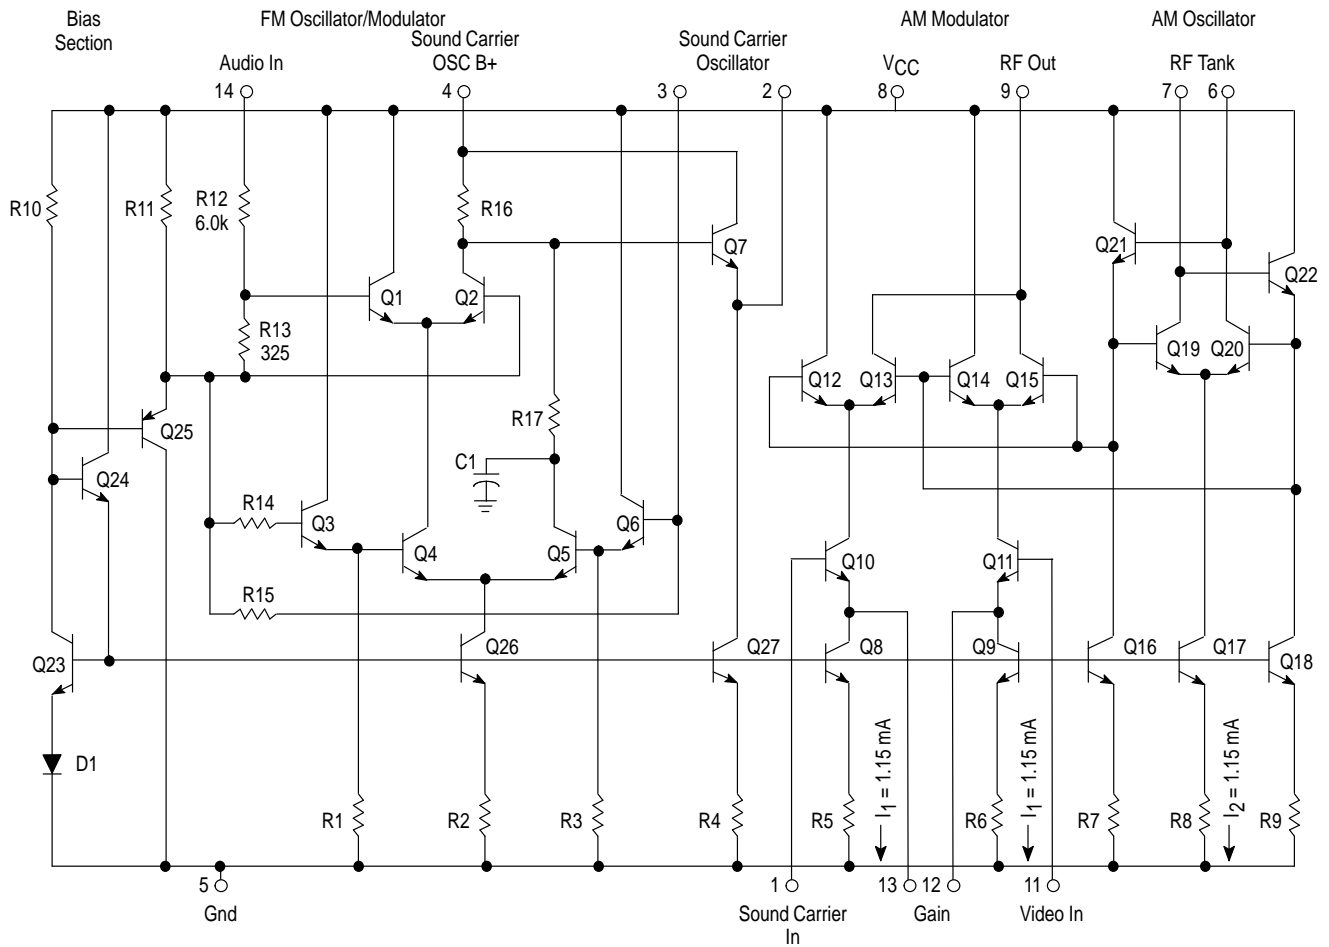 Bias
Section
FM Oscillator/Modulator
AM Modulator
AM Oscillator
Audio In
Sound Carrier
OSC B+
Sound Carrier
Oscillator
VCC
RF Out
RF Tank
14
4
3
2
8
9
7
6
R10
R11
R12
6.0k
R16
Q7
Q21
Q22
Q1
Q2
R13
325
Q19
Q20
Q12
Q13
Q14
Q15
R17
Q25
Q24
C1
R14
Q3
Q4
Q5
Q6
Q10
Q11
R15
Q23
Q26
Q27
Q8
Q9
Q16
Q17
Q18
D1
R1
R2
R3
R4
R5
I1 = 1.15 mA
R6
I1 = 1.15 mA
R7
R8
I2 = 1.15 mA
R9
5
1
13
12
11
Gnd
Sound Carrier
In
Gain
Video In